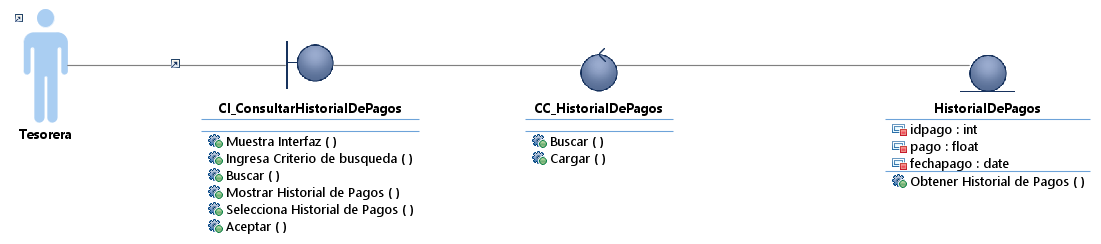 Tesorera
CI_ConsultarHistorialDePagos
Muestra Interfaz ( )
Ingresa Criterio de busqueda ( )
Buscar ( )
Mostrar Historial de Pagos ( )
Selecciona Historial de Pagos ( )
Aceptar ( )
CC_HistorialDePagos
Buscar ( )
Cargar ( )
HistorialDePagos
idpago : int
pago : float
fechapago : date
Obtener Historial de Pagos ( )